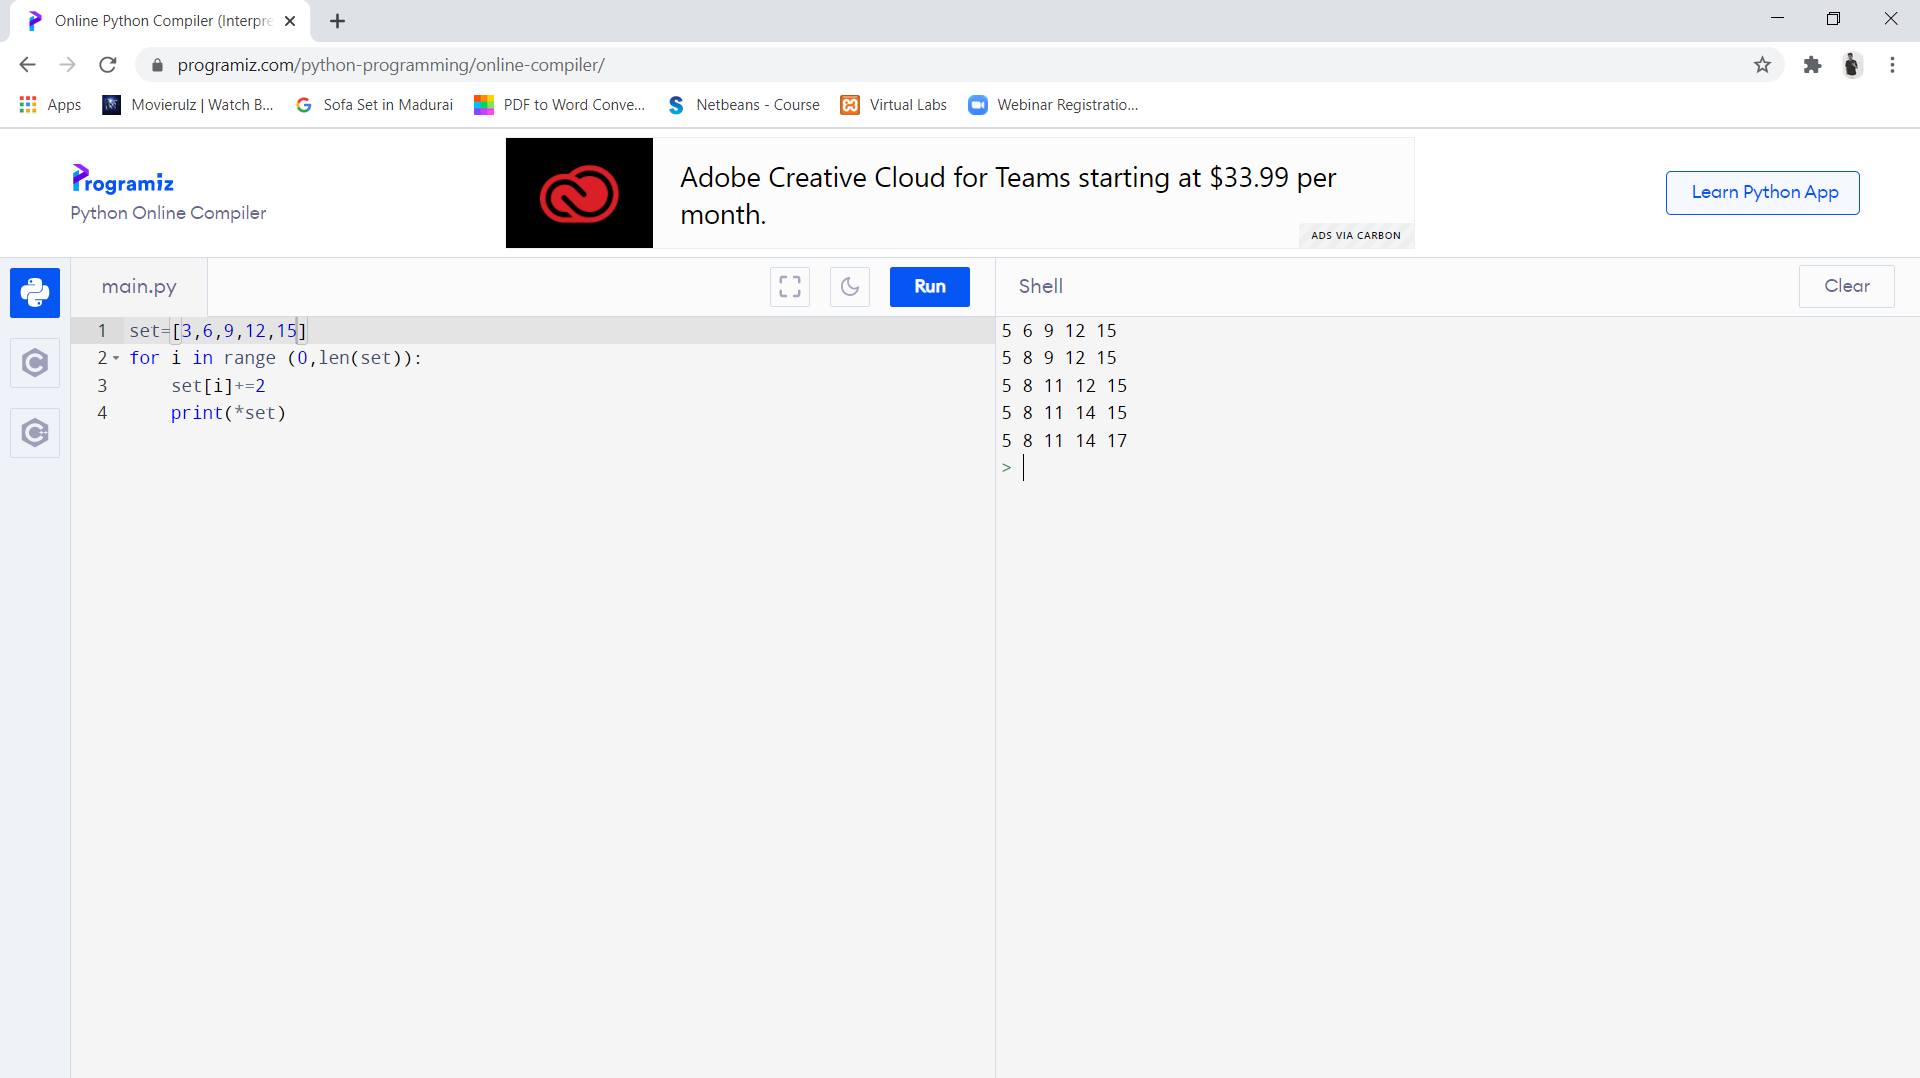 Online Python Compiler (Interpre
programiz.com/python-programming/online-compiler/
Apps Movierulz | Watch B... Sofa Set in Madurai PDF to Word Conve... Netbeans - Course Virtual Labs Webinar Registratio...
Programiz
Python Online Compiler
Adobe Creative Cloud for Teams starting at $33.99 per
month.
ADS VIA CARBON
Learn Python App
main.py
Run
Shell
Clear
1 set=[3,6,9,12,15]
2 for i in range (0,len(set)):
3     set[i]+=2
4     print(*set)
5 6 9 12 15
5 8 9 12 15
5 8 11 12 15
5 8 11 14 15
5 8 11 14 17
>